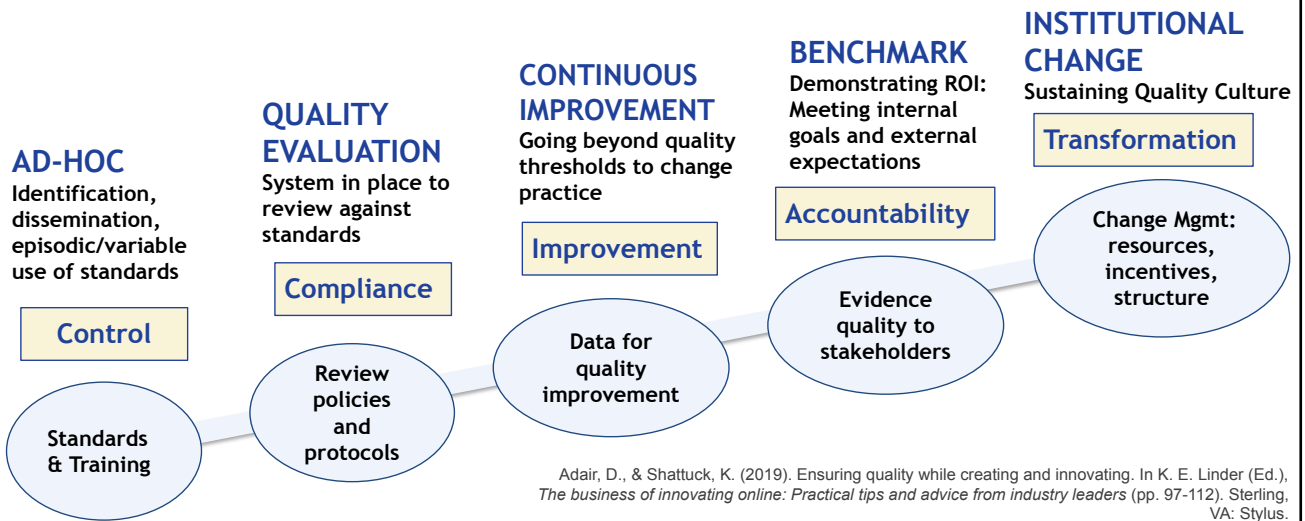 AD-HOC
Identification,
dissemination,
episodic/variable
use of standards
Control
Standards
& Training
QUALITY
EVALUATION
System in place to
review against
standards
Compliance
Review
policies
and
protocols
CONTINUOUS
IMPROVEMENT
Going beyond quality
thresholds to change
practice
Improvement
Data for
quality
improvement
BENCHMARK
Demonstrating ROI:
Meeting internal
goals and external
expectations
Accountability
Evidence
quality to
stakeholders
INSTITUTIONAL
CHANGE
Sustaining Quality Culture
Transformation
Change Mgmt:
resources,
incentives,
structure
Adair, D., & Shattuck, K. (2019). Ensuring quality while creating and innovating. In K. E. Linder (Ed.),
The business of innovating online: Practical tips and advice from industry leaders (pp. 97-112). Sterling,
VA: Stylus.